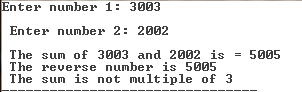 Enter number 1: 3003
Enter number 2: 2002
The sum of 3003 and 2002 is = 5005
The reverse number is 5005
The sum is not multiple of 3